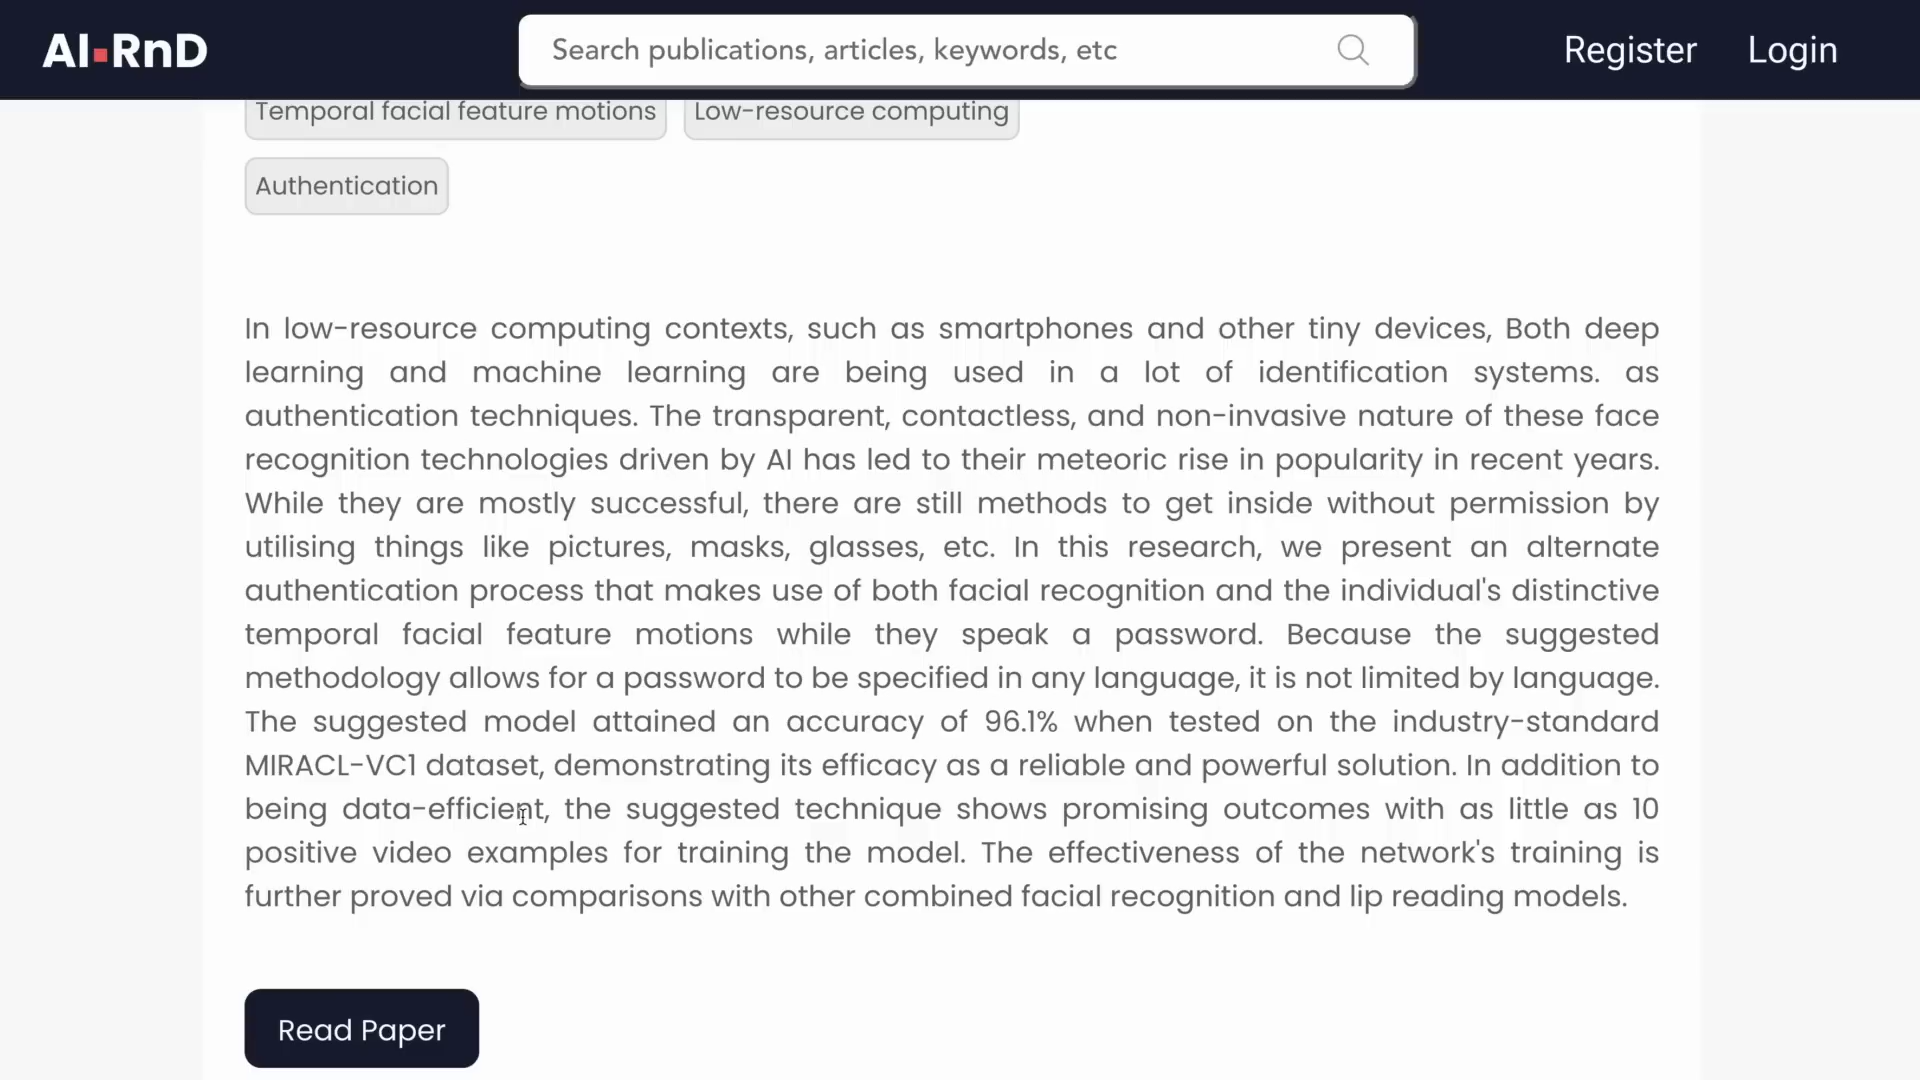 AI RnD
Search publications, articles, keywords, etc
Register Login
Temporal facial feature motions Low-resource computing
Authentication
In low-resource computing contexts, such as smartphones and other tiny devices, Both deep
learning and machine learning are being used in a lot of identification systems. as
authentication techniques. The transparent, contactless, and non-invasive nature of these face
recognition technologies driven by AI has led to their meteoric rise in popularity in recent years.
While they are mostly successful, there are still methods to get inside without permission by
utilising things like pictures, masks, glasses, etc. In this research, we present an alternate
authentication process that makes use of both facial recognition and the individual's distinctive
temporal facial feature motions while they speak a password. Because the suggested
methodology allows for a password to be specified in any language, it is not limited by language.
The suggested model attained an accuracy of 96.1% when tested on the industry-standard
MIRACL-VC1 dataset, demonstrating its efficacy as a reliable and powerful solution. In addition to
being data-efficient, the suggested technique shows promising outcomes with as little as 10
positive video examples for training the model. The effectiveness of the network's training is
further proved via comparisons with other combined facial recognition and lip reading models.
Read Paper